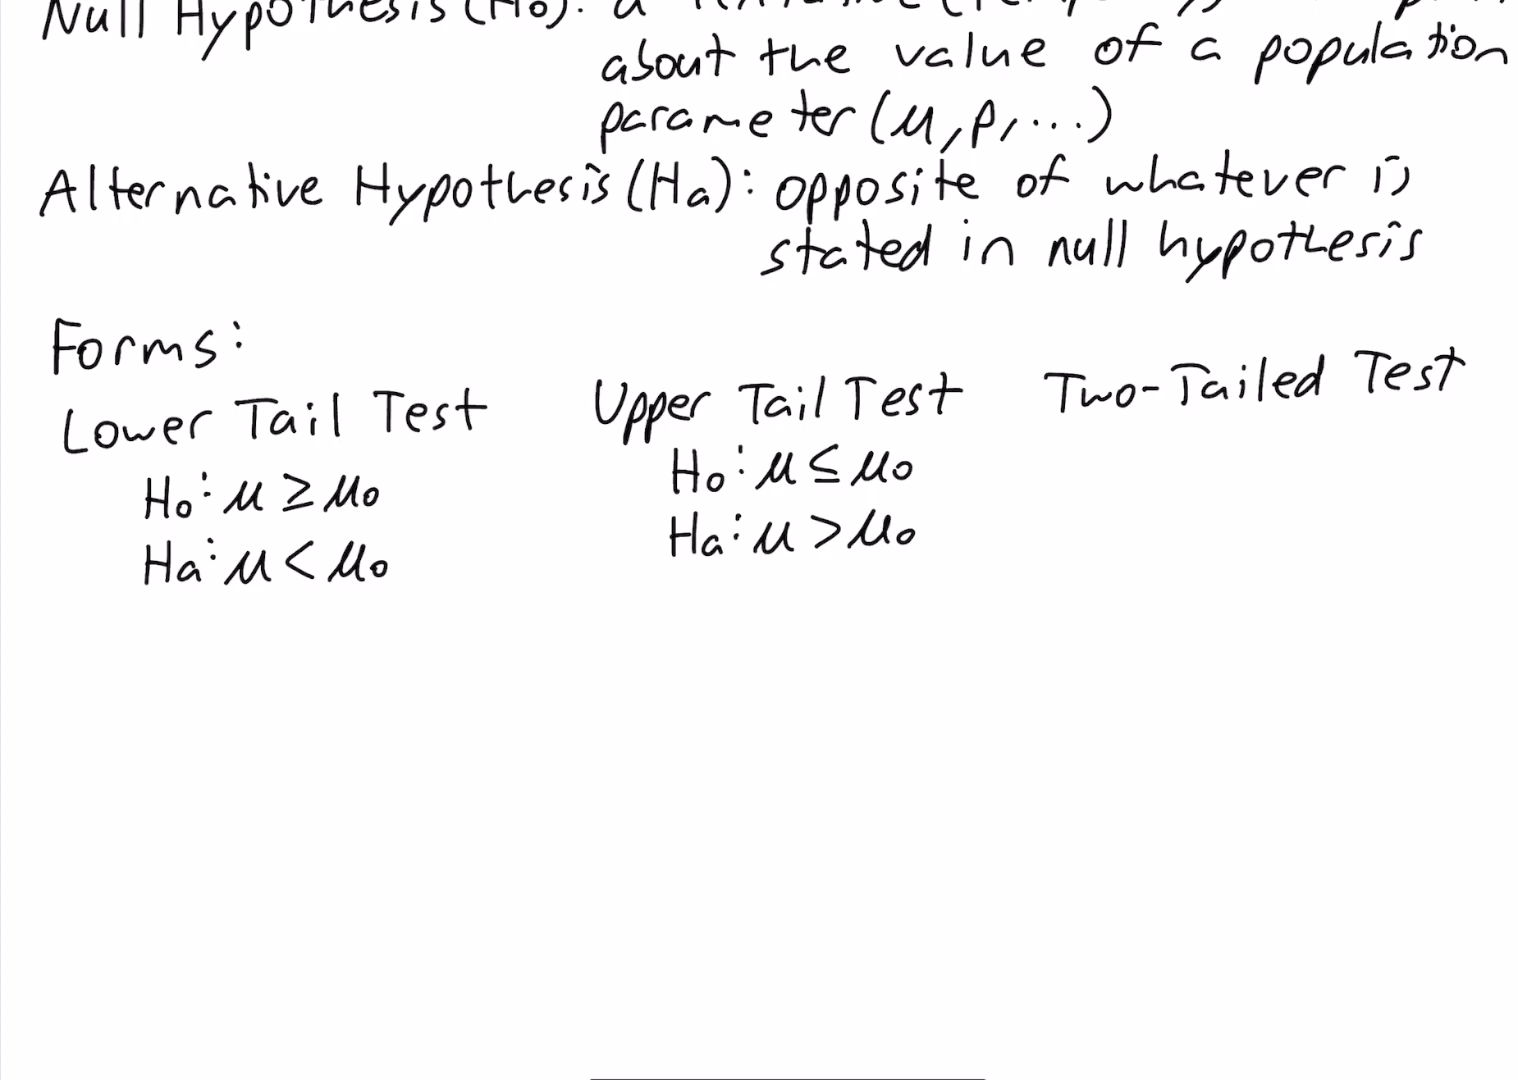 Null Hypothesis (Ho): a
about the value of a population
parameter (μ, p, ...)
Alternative Hypothesis (Ha): opposite of whatever is
stated in null hypothesis
Forms:
Lower Tail Test Upper Tail Test Two-Tailed Test
Ho: μ ≥ μo Ho: μ ≤ μo
Ha: μ < μo Ha: μ > μo